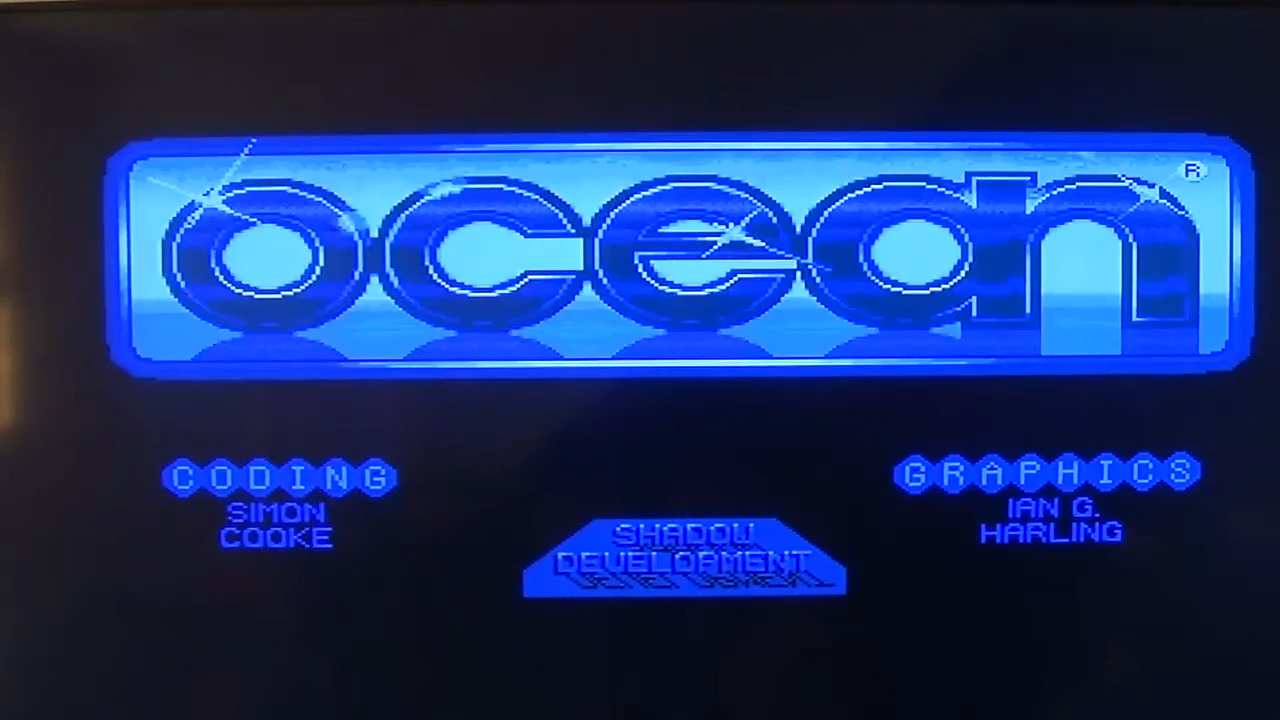 ocean ®
CODING
SIMON
COOKE
GRAPHICS
IAN G.
HARLING
SHADOW
DEVELOPMENT